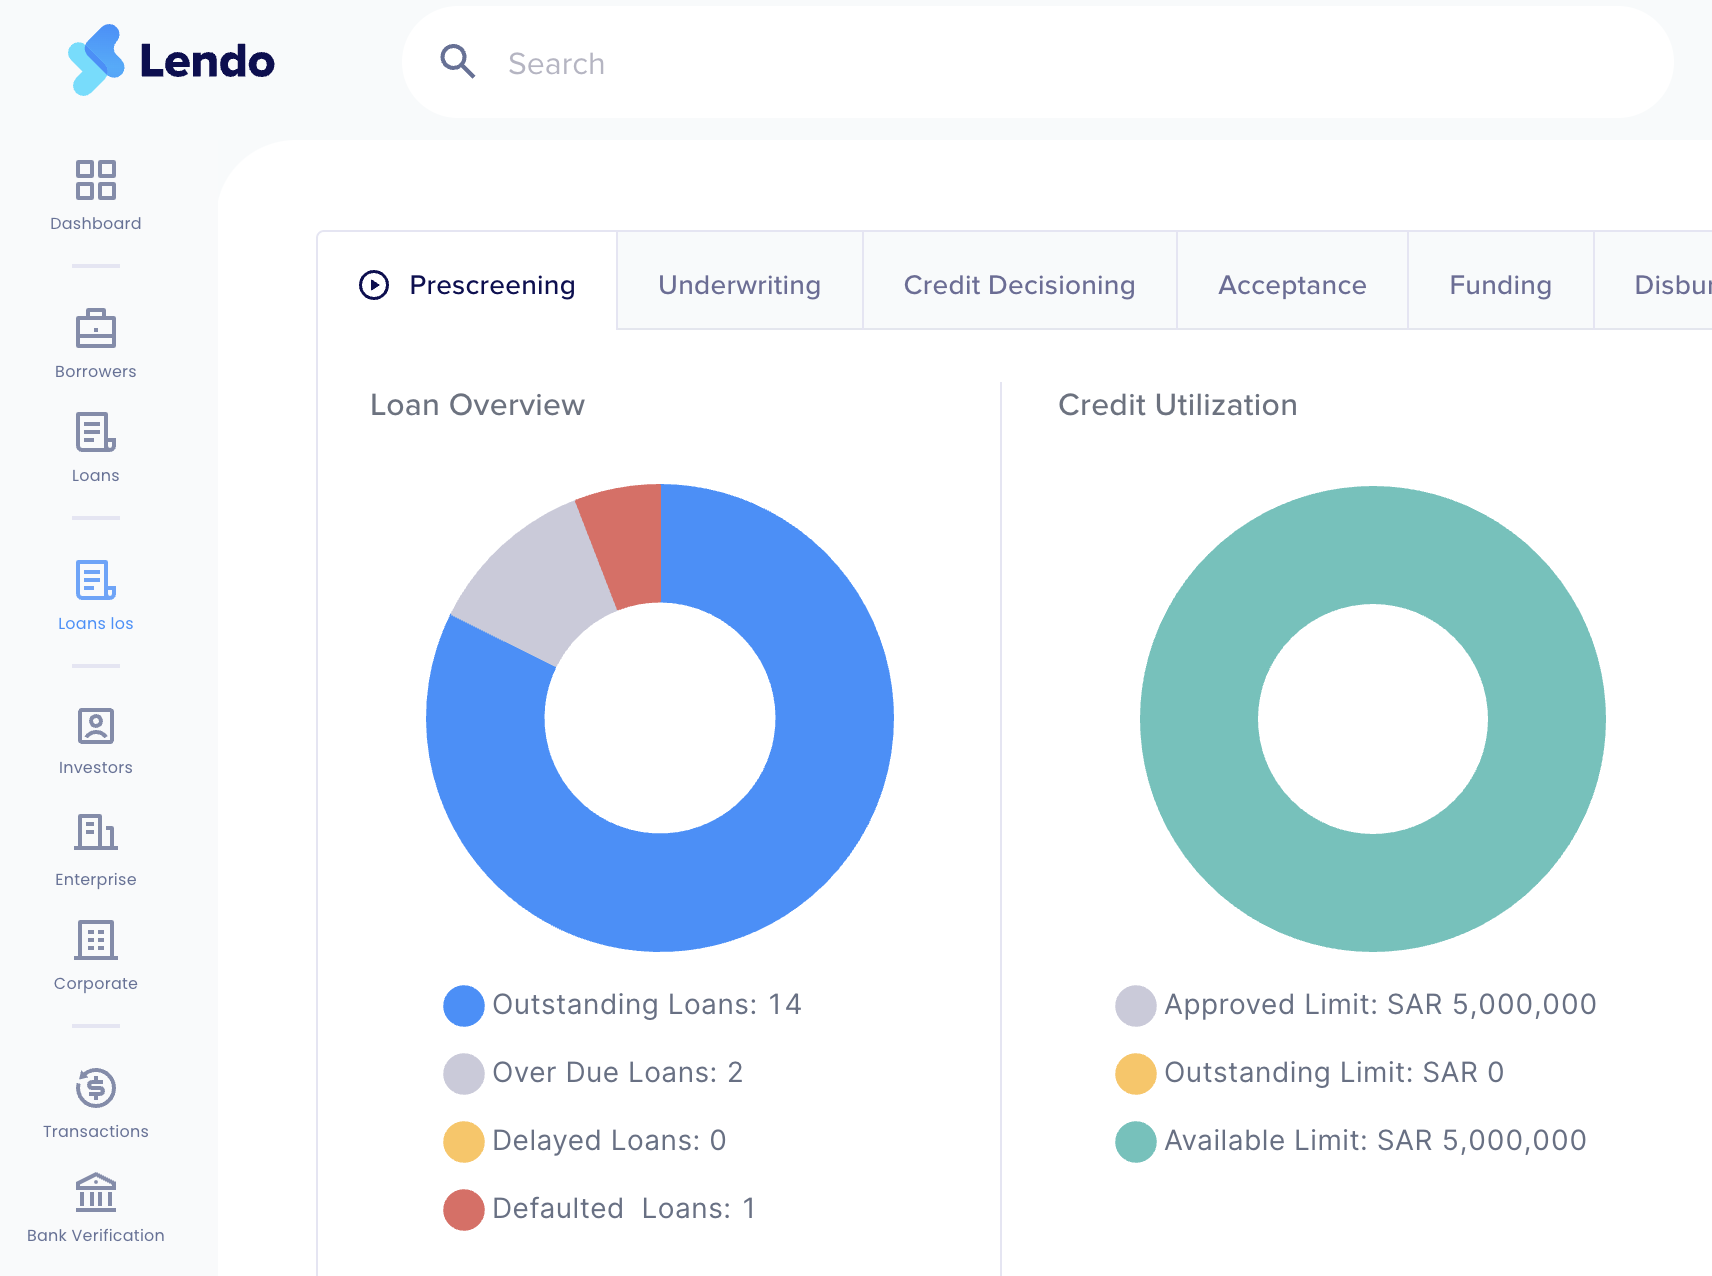 Lendo
Search
Dashboard
Borrowers
Loans
Loans los
Investors
Enterprise
Corporate
Transactions
Bank Verification
Prescreening
Underwriting
Credit Decisioning
Acceptance
Funding
Disbur
Loan Overview
Outstanding Loans: 14
Over Due Loans: 2
Delayed Loans: 0
Defaulted  Loans: 1
Credit Utilization
Approved Limit: SAR 5,000,000
Outstanding Limit: SAR 0
Available Limit: SAR 5,000,000